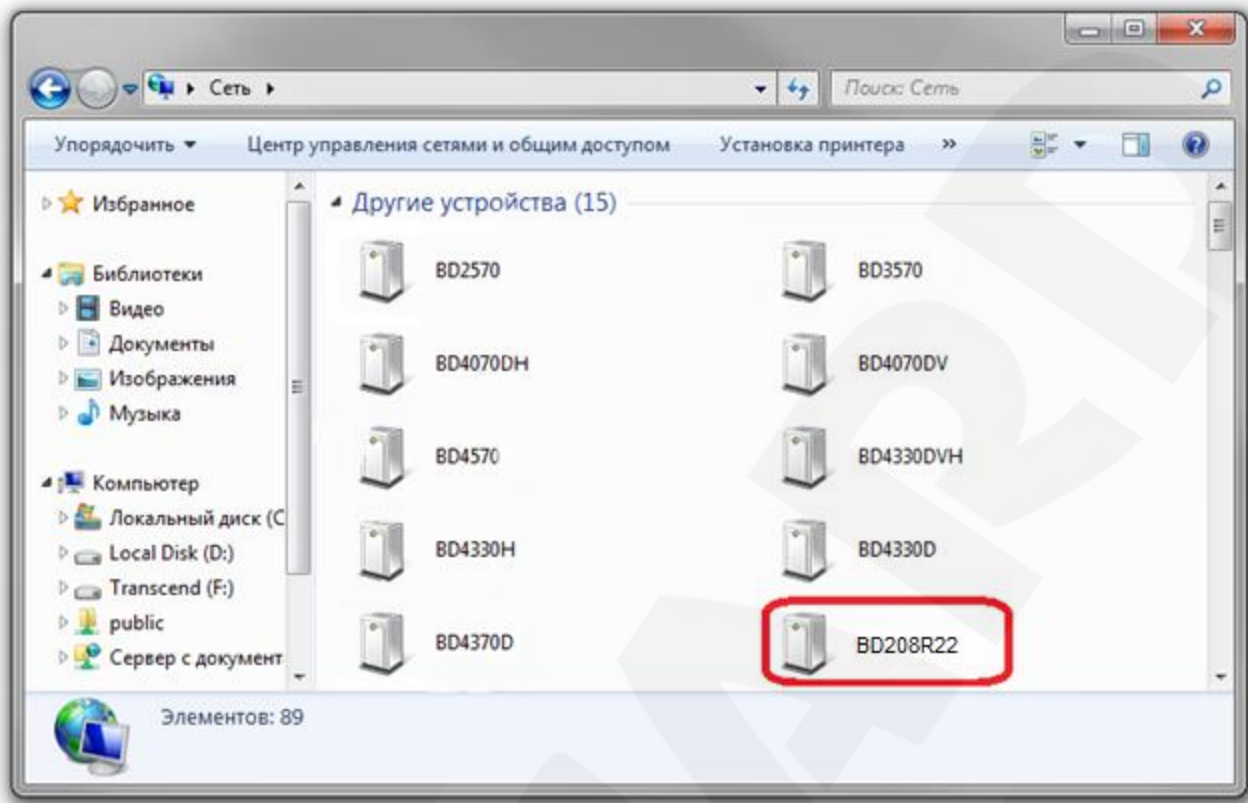 Сеть
Поиск: Сеть
Упорядочить Центр управления сетями и общим доступом Установка принтера »
Избранное
Библиотеки
Видео
Документы
Изображения
Музыка
Компьютер
Локальный диск (C
Local Disk (D:)
Transcend (F:)
public
Сервер с документ
Другие устройства (15)
BD2570 BD3570
BD4070DH BD4070DV
BD4570 BD4330DVH
BD4330H BD4330D
BD4370D BD208R22
Элементов: 89